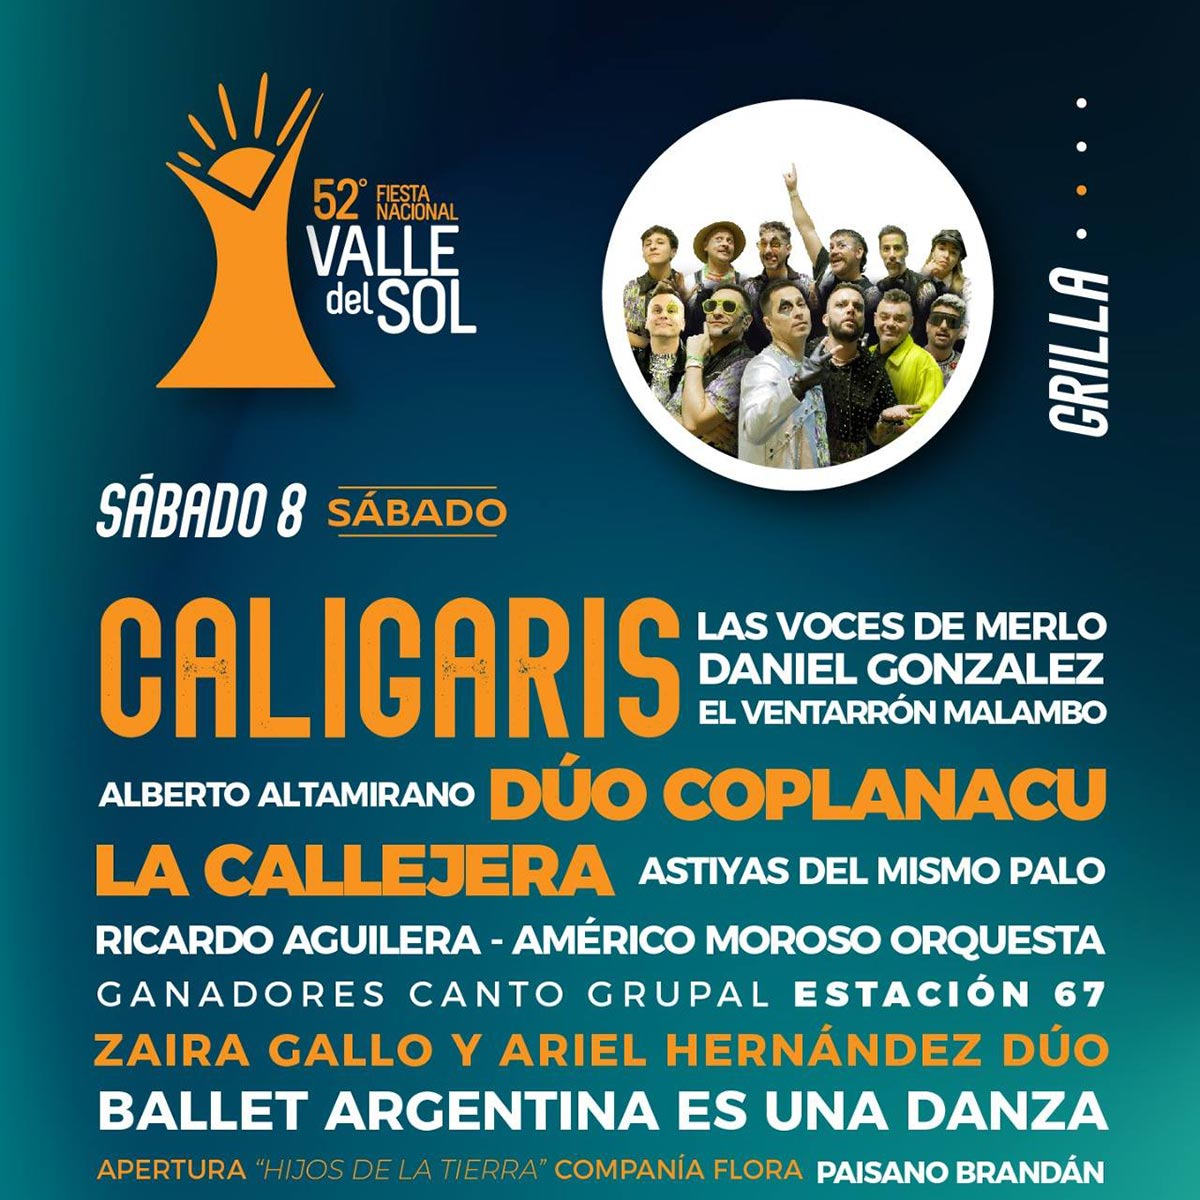 52° FIESTA NACIONAL
VALLE
del SOL
GRILLA
SÁBADO 8 SÁBADO
CALIGARIS
LAS VOCES DE MERLO
DANIEL GONZALEZ
EL VENTARRÓN MALAMBO
ALBERTO ALTAMIRANO DÚO COPLANACU
LA CALLEJERA ASTIYAS DEL MISMO PALO
RICARDO AGUILERA - AMÉRICO MOROSO ORQUESTA
GANADORES CANTO GRUPAL ESTACIÓN 67
ZAIRA GALLO Y ARIEL HERNÁNDEZ DÚO
BALLET ARGENTINA ES UNA DANZA
APERTURA "HIJOS DE LA TIERRA" COMPANÍA FLORA PAISANO BRANDÁN